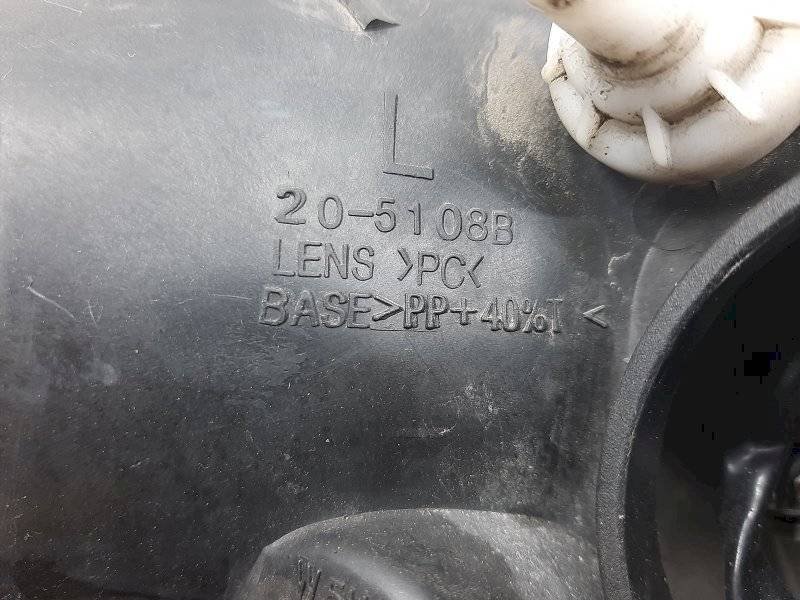 L
20-5108B
LENS >PC<
BASE>PP+40%T <